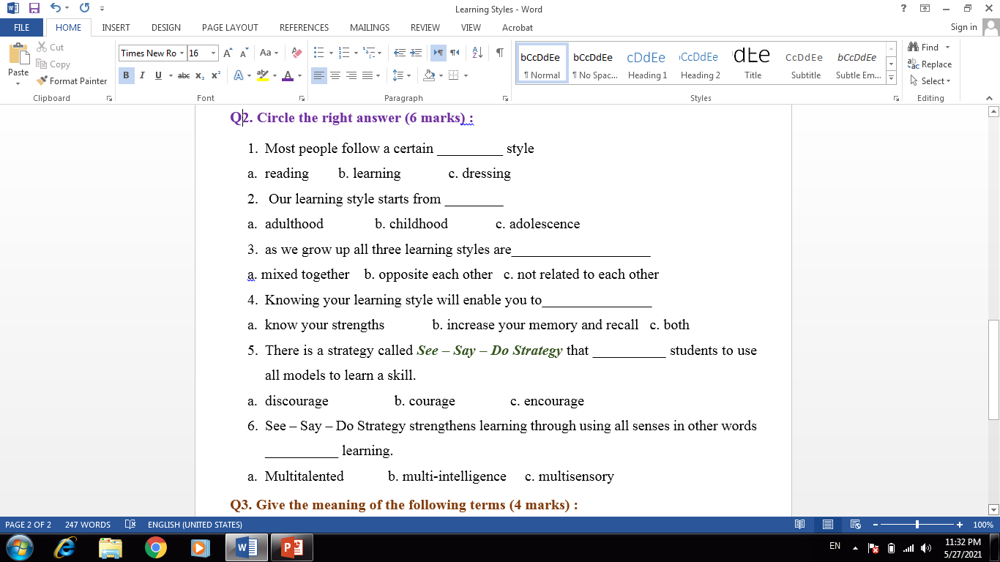 Learning Styles - Word
Sign in
FILE HOME INSERT DESIGN PAGE LAYOUT REFERENCES MAILINGS REVIEW VIEW Acrobat
Paste
Cut
Copy
Format Painter
Clipboard
Times New Ro 16
B I U abc x₂ x²
Font
Paragraph
bCcDdEe bCcDdEe cDdEe CcDdEe dEe CcDdEe bCcDdEe
¶ Normal ¶ No Spac... Heading 1 Heading 2 Title Subtitle Subtle Em...
Styles
Find
Replace
Select
Editing
Q2. Circle the right answer (6 marks) :
1. Most people follow a certain _________ style
a. reading b. learning c. dressing
2. Our learning style starts from ________
a. adulthood b. childhood c. adolescence
3. as we grow up all three learning styles are___________________
a. mixed together b. opposite each other c. not related to each other
4. Knowing your learning style will enable you to_______________
a. know your strengths b. increase your memory and recall c. both
5. There is a strategy called See – Say – Do Strategy that __________ students to use
all models to learn a skill.
a. discourage b. courage c. encourage
6. See – Say – Do Strategy strengthens learning through using all senses in other words
__________ learning.
a. Multitalented b. multi-intelligence c. multisensory
Q3. Give the meaning of the following terms (4 marks) :
PAGE 2 OF 2 247 WORDS ENGLISH (UNITED STATES) 100%
EN
11:32 PM
5/27/2021